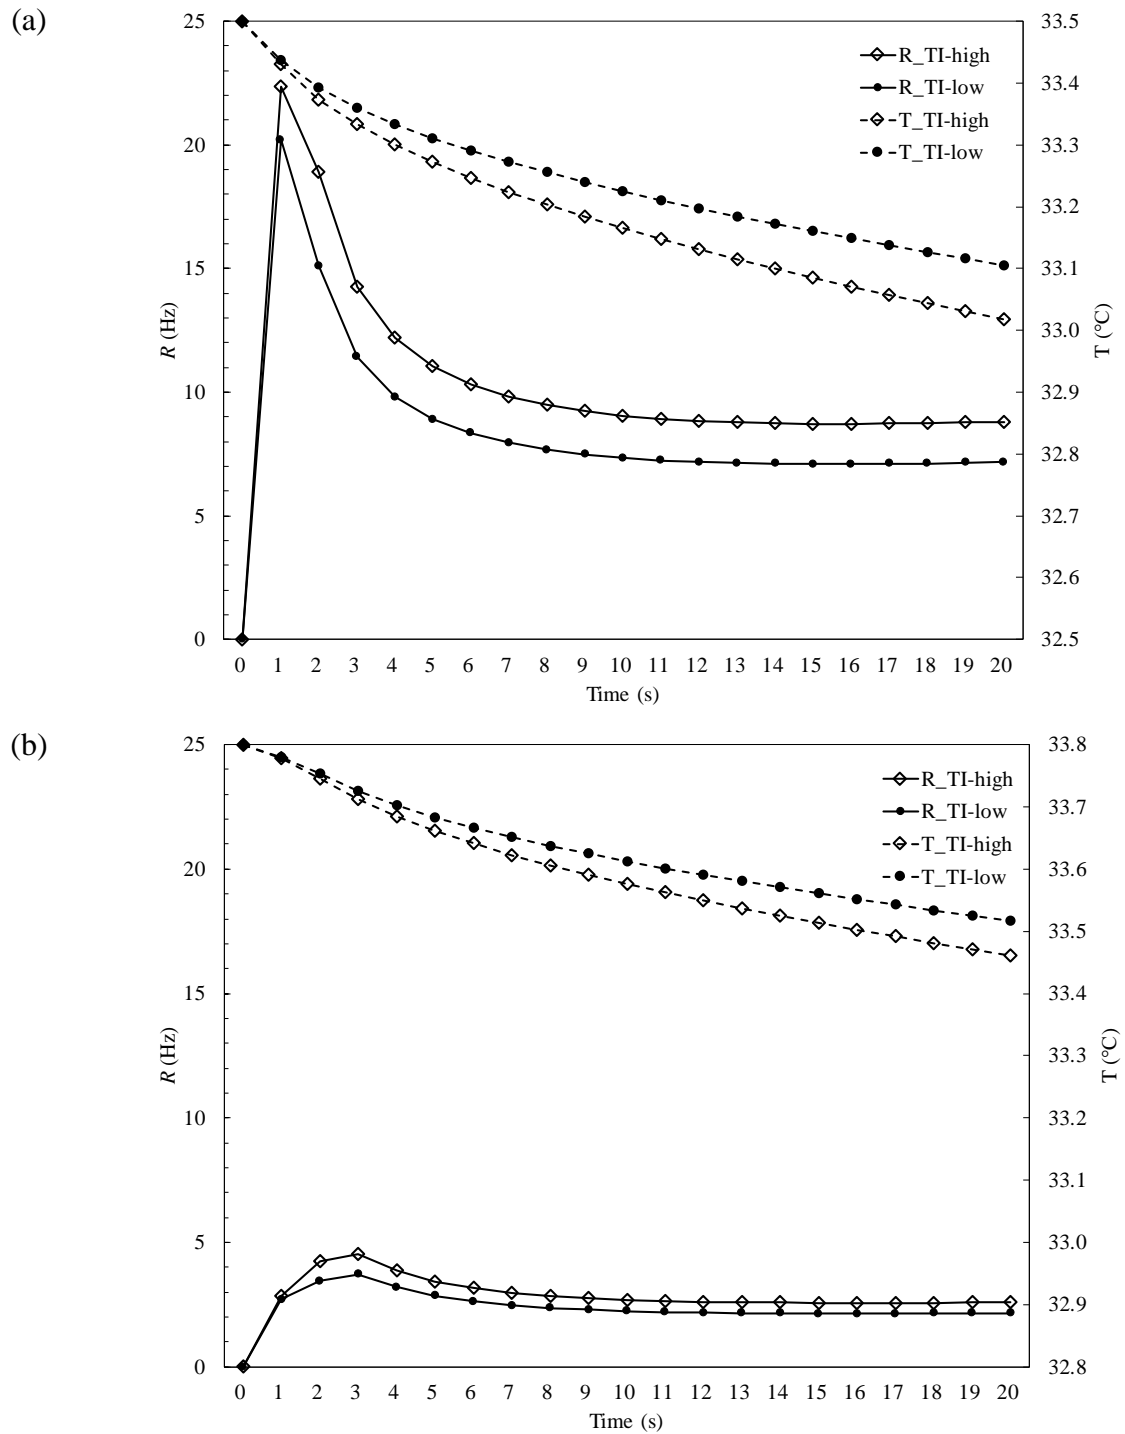 (a)
25
20
15
10
5
0
R (Hz)
33.5
33.4
33.3
33.2
33.1
33.0
32.9
32.8
32.7
32.6
32.5
T (°C)
R_TI-high
R_TI-low
T_TI-high
T_TI-low
0 1 2 3 4 5 6 7 8 9 10 11 12 13 14 15 16 17 18 19 20
Time (s)
(b)
25
20
15
10
5
0
R (Hz)
33.8
33.7
33.6
33.5
33.4
33.3
33.2
33.1
33.0
32.9
32.8
T (°C)
R_TI-high
R_TI-low
T_TI-high
T_TI-low
0 1 2 3 4 5 6 7 8 9 10 11 12 13 14 15 16 17 18 19 20
Time (s)